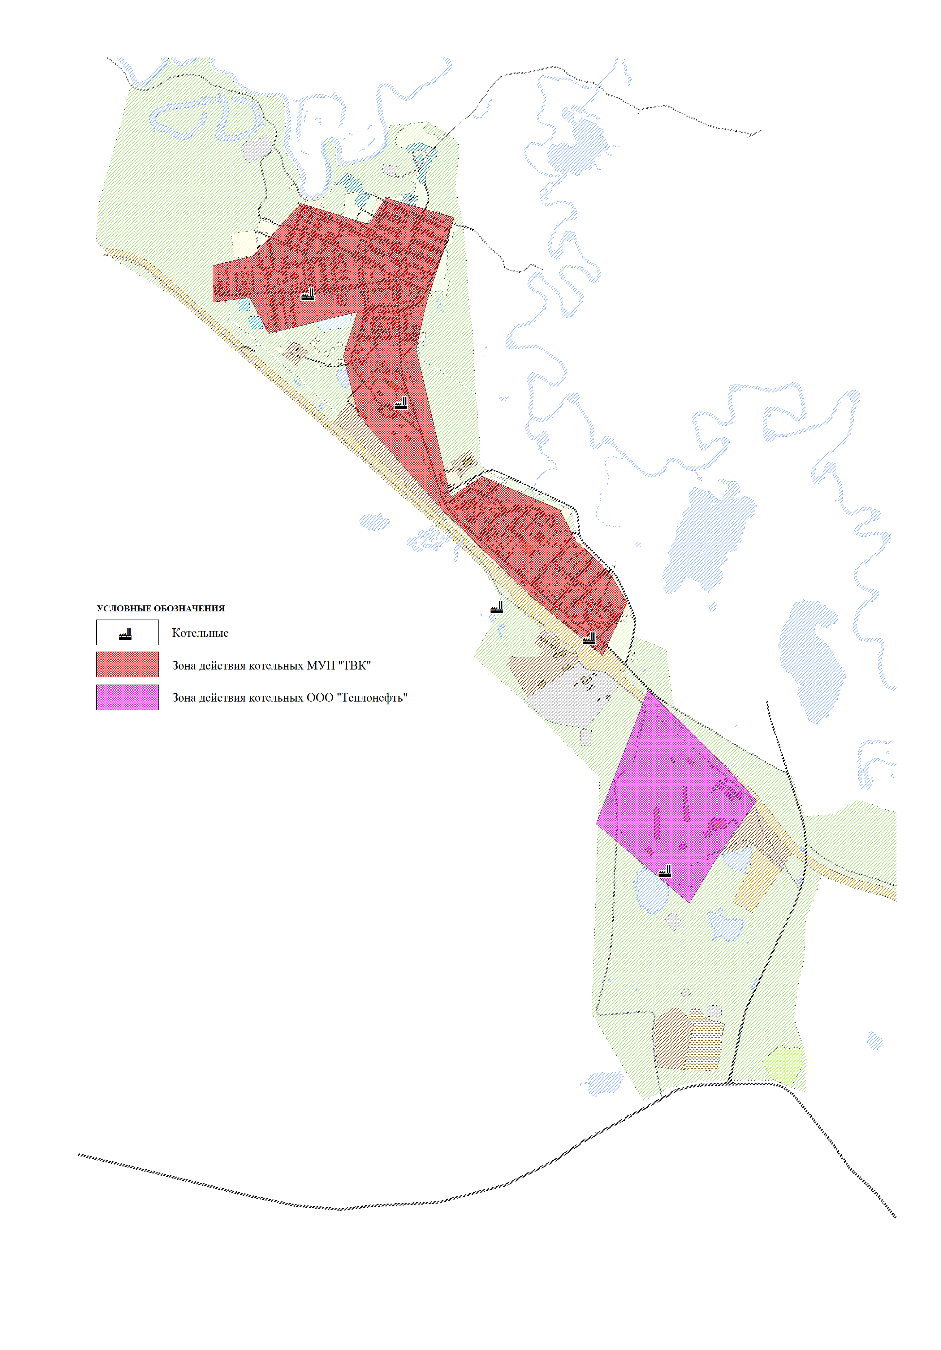 УСЛОВНЫЕ ОБОЗНАЧЕНИЯ
Котельные
Зона действия котельных МУП "ТВК"
Зона действия котельных ООО "Теплонефть"